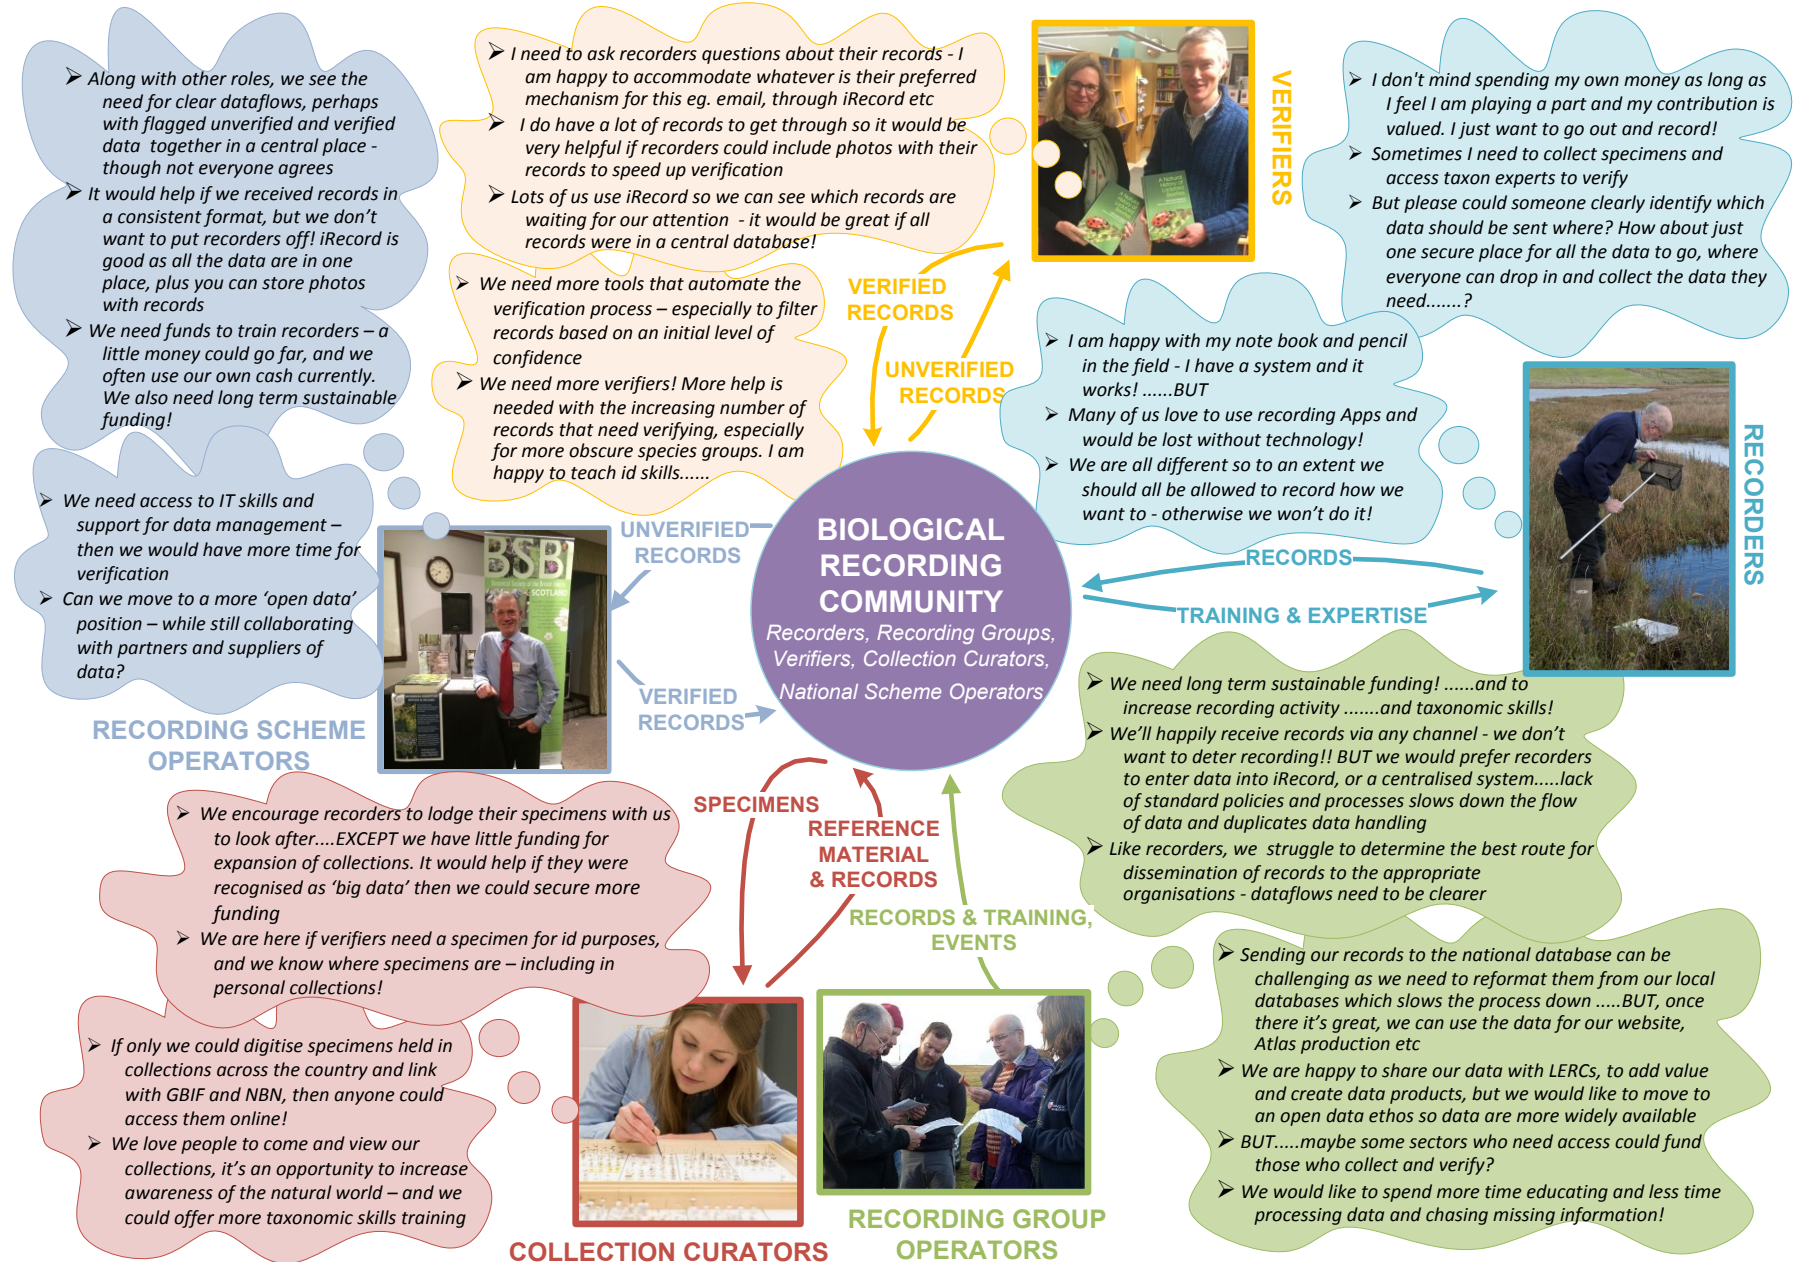 ➢ Along with other roles, we see the
need for clear dataflows, perhaps
with flagged unverified and verified
data together in a central place -
though not everyone agrees
➢ It would help if we received records in
a consistent format, but we don't
want to put recorders off! iRecord is
good as all the data are in one
place, plus you can store photos
with records
➢ We need funds to train recorders – a
little money could go far, and we
often use our own cash currently.
We also need long term sustainable
funding!
➢ We need access to IT skills and
support for data management –
then we would have more time for
verification
➢ Can we move to a more 'open data'
position – while still collaborating
with partners and suppliers of
data?
RECORDING SCHEME
OPERATORS
➢ I need to ask recorders questions about their records - I
am happy to accommodate whatever is their preferred
mechanism for this eg. email, through iRecord etc
➢ I do have a lot of records to get through so it would be
very helpful if recorders could include photos with their
records to speed up verification
➢ Lots of us use iRecord so we can see which records are
waiting for our attention - it would be great if all
records were in a central database!
➢ We need more tools that automate the
verification process – especially to filter
records based on an initial level of
confidence
➢ We need more verifiers! More help is
needed with the increasing number of
records that need verifying, especially
for more obscure species groups. I am
happy to teach id skills......
VERIFIERS
A Natural
History of
Ladybird
Beetles
A Natural
History of
Ladybird
Beetles
VERIFIED
RECORDS
UNVERIFIED
RECORDS
➢ I don't mind spending my own money as long as
I feel I am playing a part and my contribution is
valued. I just want to go out and record!
➢ Sometimes I need to collect specimens and
access taxon experts to verify
➢ But please could someone clearly identify which
data should be sent where? How about just
one secure place for all the data to go, where
everyone can drop in and collect the data they
need.......?
➢ I am happy with my note book and pencil
in the field - I have a system and it
works! ......BUT
➢ Many of us love to use recording Apps and
would be lost without technology!
➢ We are all different so to an extent we
should all be allowed to record how we
want to - otherwise we won't do it!
RECORDERS
RECORDS
TRAINING & EXPERTISE
UNVERIFIED
RECORDS
BSB
SCOTLAND
VERIFIED
RECORDS
BIOLOGICAL
RECORDING
COMMUNITY
Recorders, Recording Groups,
Verifiers, Collection Curators,
National Scheme Operators
➢ We need long term sustainable funding! ......and to
increase recording activity .......and taxonomic skills!
➢ We'll happily receive records via any channel - we don't
want to deter recording!! BUT we would prefer recorders
to enter data into iRecord, or a centralised system.....lack
of standard policies and processes slows down the flow
of data and duplicates data handling
➢ Like recorders, we struggle to determine the best route for
dissemination of records to the appropriate
organisations - dataflows need to be clearer
➢ Sending our records to the national database can be
challenging as we need to reformat them from our local
databases which slows the process down .....BUT, once
there it's great, we can use the data for our website,
Atlas production etc
➢ We are happy to share our data with LERCs, to add value
and create data products, but we would like to move to
an open data ethos so data are more widely available
➢ BUT.....maybe some sectors who need access could fund
those who collect and verify?
➢ We would like to spend more time educating and less time
processing data and chasing missing information!
SPECIMENS
REFERENCE
MATERIAL
& RECORDS
RECORDS & TRAINING,
EVENTS
➢ We encourage recorders to lodge their specimens with us
to look after....EXCEPT we have little funding for
expansion of collections. It would help if they were
recognised as 'big data' then we could secure more
funding
➢ We are here if verifiers need a specimen for id purposes,
and we know where specimens are – including in
personal collections!
➢ If only we could digitise specimens held in
collections across the country and link
with GBIF and NBN, then anyone could
access them online!
➢ We love people to come and view our
collections, it's an opportunity to increase
awareness of the natural world – and we
could offer more taxonomic skills training
COLLECTION CURATORS
RECORDING GROUP
OPERATORS